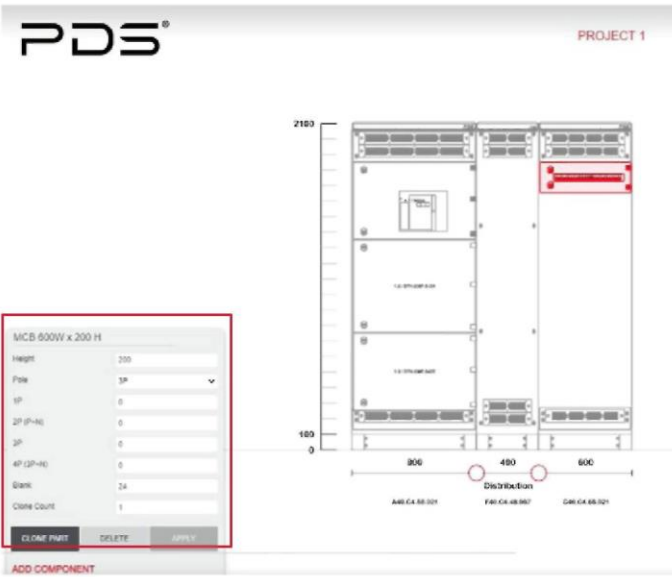 PDS®
PROJECT 1
2100
MCB 600W x 200 H
Height 200
Pole 3P
1P 0
2P (P+N) 0
3P 0
4P (3P+N) 0
Blank 24
Clone Count 1
100
0
800 400 600
Distribution
CLONE PART DELETE APPLY
ADD COMPONENT